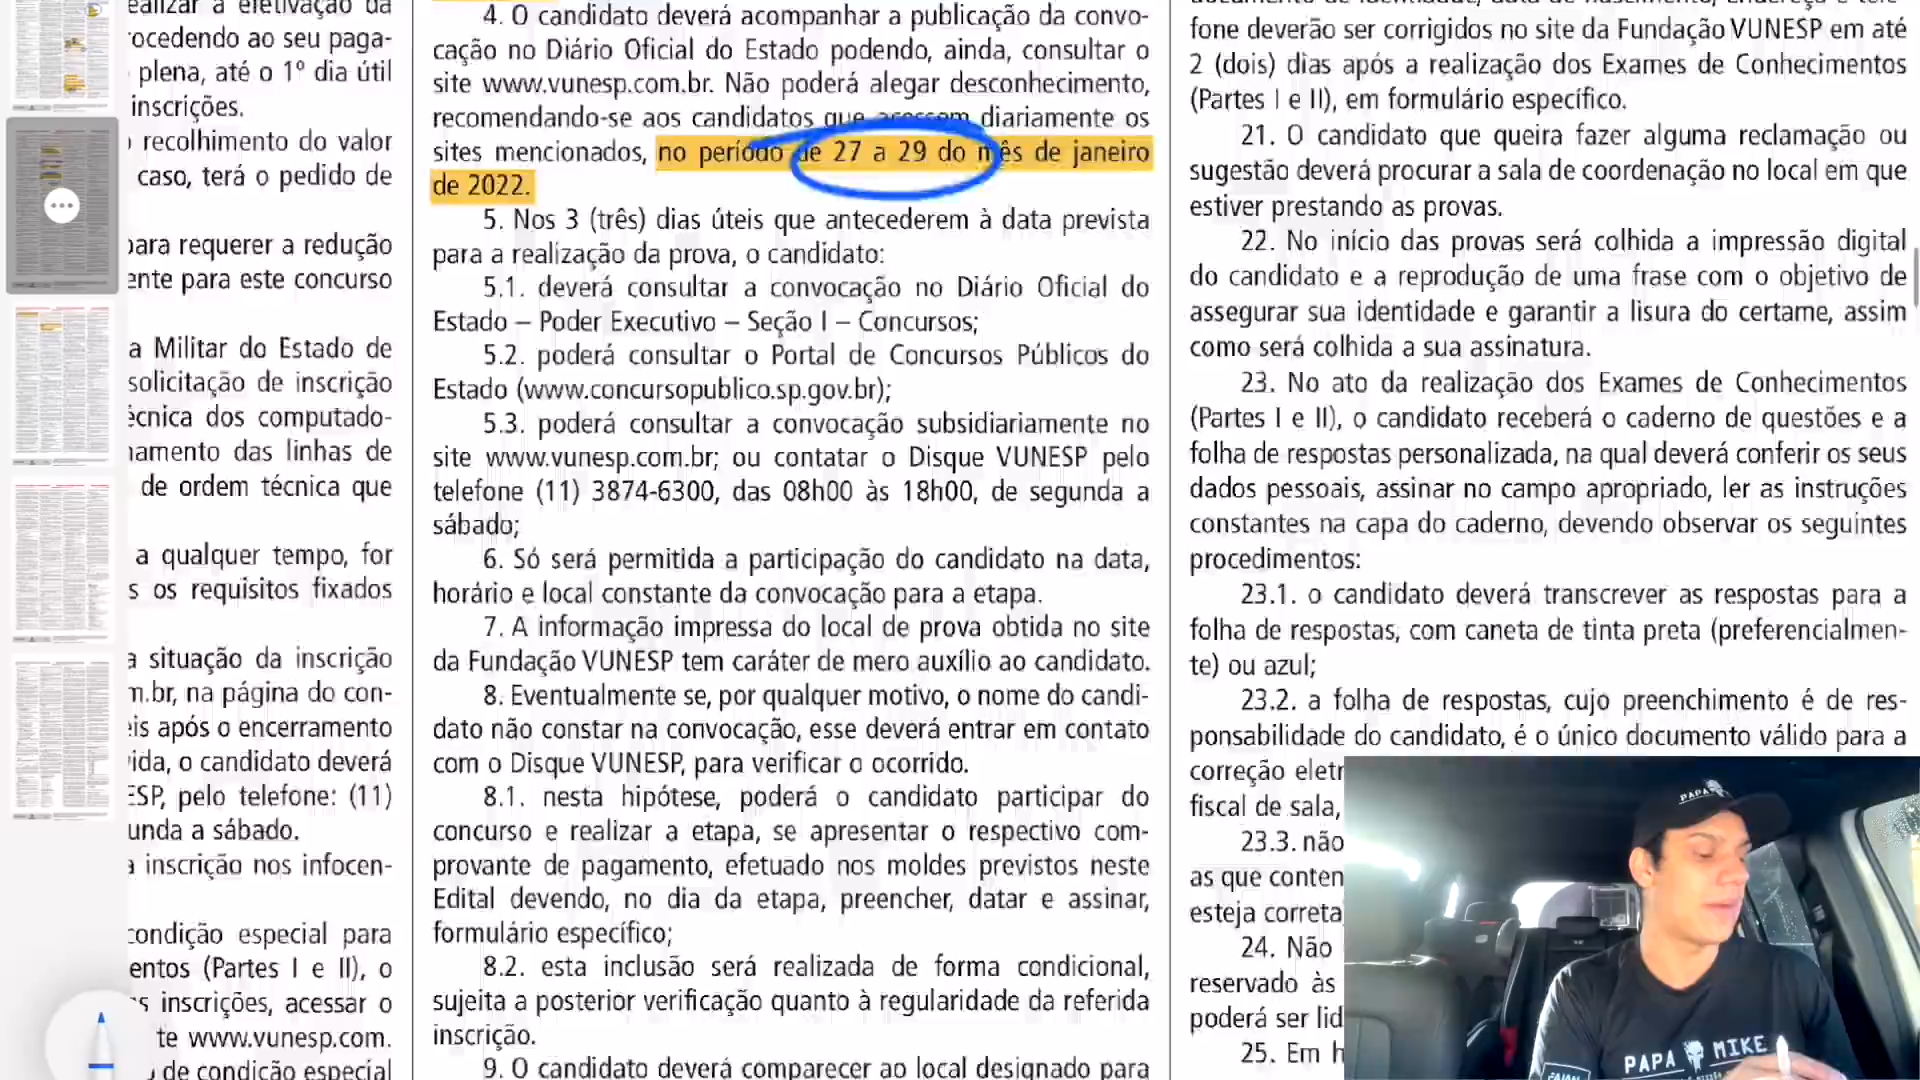 ealizar a efetivação da
rocedendo ao seu paga-
plena, até o 1º dia útil
inscrições.
recolhimento do valor
caso, terá o pedido de
para requerer a redução
ente para este concurso
a Militar do Estado de
solicitação de inscrição
écnica dos computado-
namento das linhas de
de ordem técnica que
a qualquer tempo, for
s os requisitos fixados
a situação da inscrição
m.br, na página do con-
eis após o encerramento
vida, o candidato deverá
ESP, pelo telefone: (11)
unda a sábado.
a inscrição nos infocen-
condição especial para
entos (Partes I e II), o
s inscrições, acessar o
te www.vunesp.com.
de condição especial
4. O candidato deverá acompanhar a publicação da convo-
cação no Diário Oficial do Estado podendo, ainda, consultar o
site www.vunesp.com.br. Não poderá alegar desconhecimento,
recomendando-se aos candidatos que acessem diariamente os
sites mencionados, no período de 27 a 29 do mês de janeiro
de 2022.
5. Nos 3 (três) dias úteis que antecederem à data prevista
para a realização da prova, o candidato:
5.1. deverá consultar a convocação no Diário Oficial do
Estado – Poder Executivo – Seção I – Concursos;
5.2. poderá consultar o Portal de Concursos Públicos do
Estado (www.concursopublico.sp.gov.br);
5.3. poderá consultar a convocação subsidiariamente no
site www.vunesp.com.br; ou contatar o Disque VUNESP pelo
telefone (11) 3874-6300, das 08h00 às 18h00, de segunda a
sábado;
6. Só será permitida a participação do candidato na data,
horário e local constante da convocação para a etapa.
7. A informação impressa do local de prova obtida no site
da Fundação VUNESP tem caráter de mero auxílio ao candidato.
8. Eventualmente se, por qualquer motivo, o nome do candi-
dato não constar na convocação, esse deverá entrar em contato
com o Disque VUNESP, para verificar o ocorrido.
8.1. nesta hipótese, poderá o candidato participar do
concurso e realizar a etapa, se apresentar o respectivo com-
provante de pagamento, efetuado nos moldes previstos neste
Edital devendo, no dia da etapa, preencher, datar e assinar,
formulário específico;
8.2. esta inclusão será realizada de forma condicional,
sujeita a posterior verificação quanto à regularidade da referida
inscrição.
9. O candidato deverá comparecer ao local designado para
fone deverão ser corrigidos no site da Fundação VUNESP em até
2 (dois) dias após a realização dos Exames de Conhecimentos
(Partes I e II), em formulário específico.
21. O candidato que queira fazer alguma reclamação ou
sugestão deverá procurar a sala de coordenação no local em que
estiver prestando as provas.
22. No início das provas será colhida a impressão digital
do candidato e a reprodução de uma frase com o objetivo de
assegurar sua identidade e garantir a lisura do certame, assim
como será colhida a sua assinatura.
23. No ato da realização dos Exames de Conhecimentos
(Partes I e II), o candidato receberá o caderno de questões e a
folha de respostas personalizada, na qual deverá conferir os seus
dados pessoais, assinar no campo apropriado, ler as instruções
constantes na capa do caderno, devendo observar os seguintes
procedimentos:
23.1. o candidato deverá transcrever as respostas para a
folha de respostas, com caneta de tinta preta (preferencialmen-
te) ou azul;
23.2. a folha de respostas, cujo preenchimento é de res-
ponsabilidade do candidato, é o único documento válido para a
correção eletr
fiscal de sala,
23.3. não
as que conten
esteja correta
24. Não
reservado às
poderá ser lid
25. Em h
PAPA
PAPA MIKE